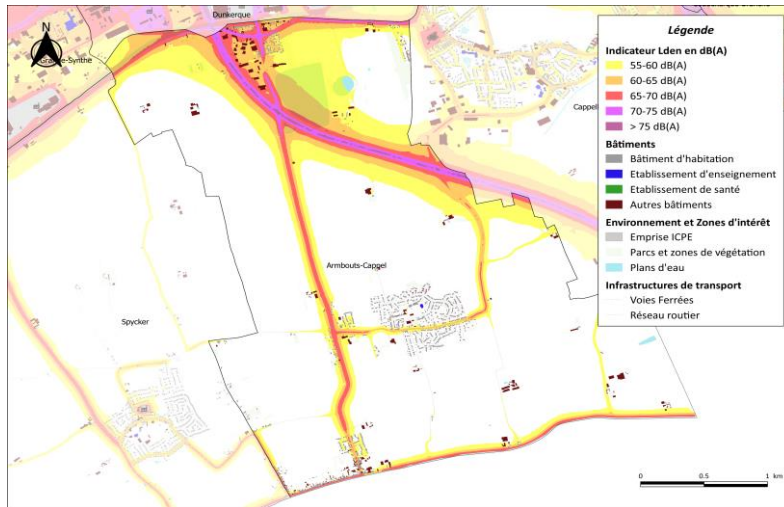 Dunkerque
N
Grande-Synthe
Cappel
Armbouts-Cappel
Spycker
Légende
Indicateur Lden en dB(A)
55-60 dB(A)
60-65 dB(A)
65-70 dB(A)
70-75 dB(A)
> 75 dB(A)
Bâtiments
Bâtiment d'habitation
Etablissement d'enseignement
Etablissement de santé
Autres bâtiments
Environnement et Zones d'intérêt
Emprise ICPE
Parcs et zones de végétation
Plans d'eau
Infrastructures de transport
Voies Ferrées
Réseau routier
0 0.5 1 km